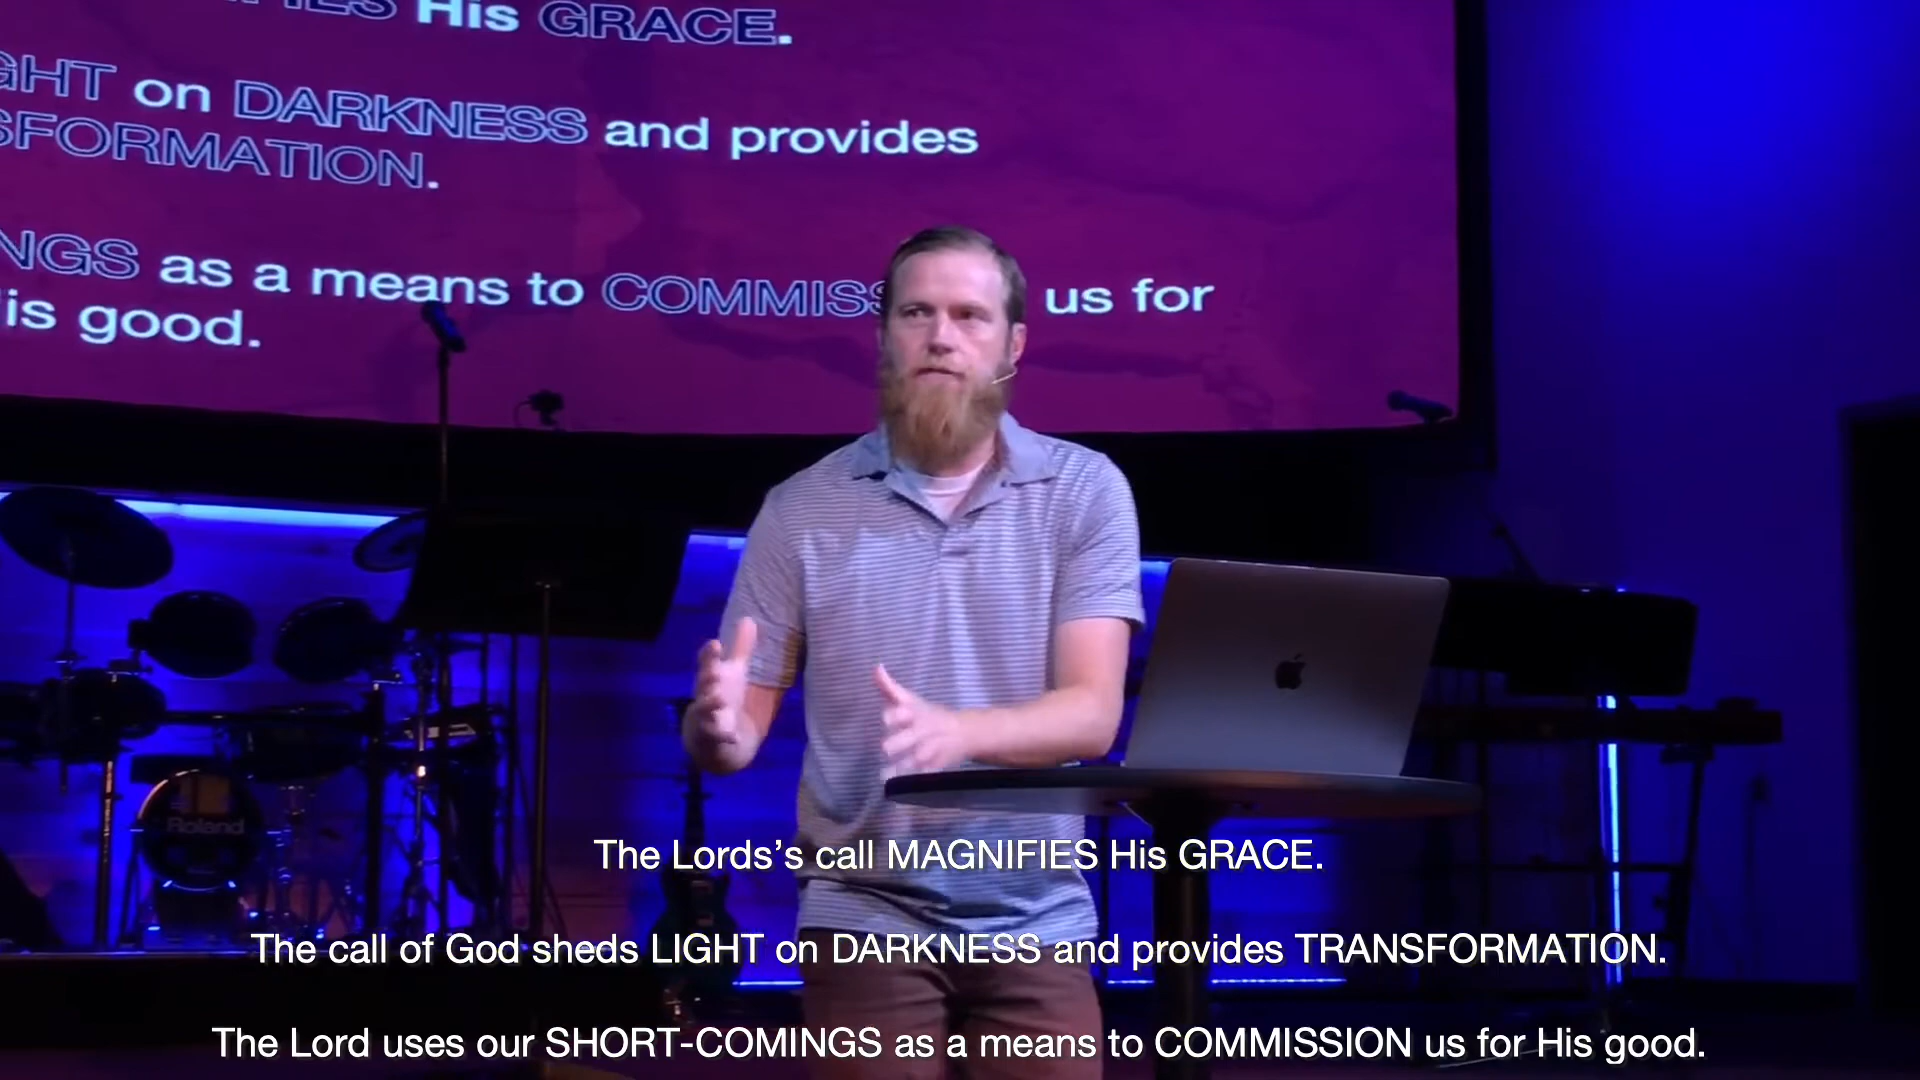 His GRACE.
on DARKNESS and provides
as a means to us for
good.
Roland
The Lords’s call MAGNIFIES His GRACE.
The call of God sheds LIGHT on DARKNESS and provides TRANSFORMATION.
The Lord uses our SHORT-COMINGS as a means to COMMISSION us for His good.